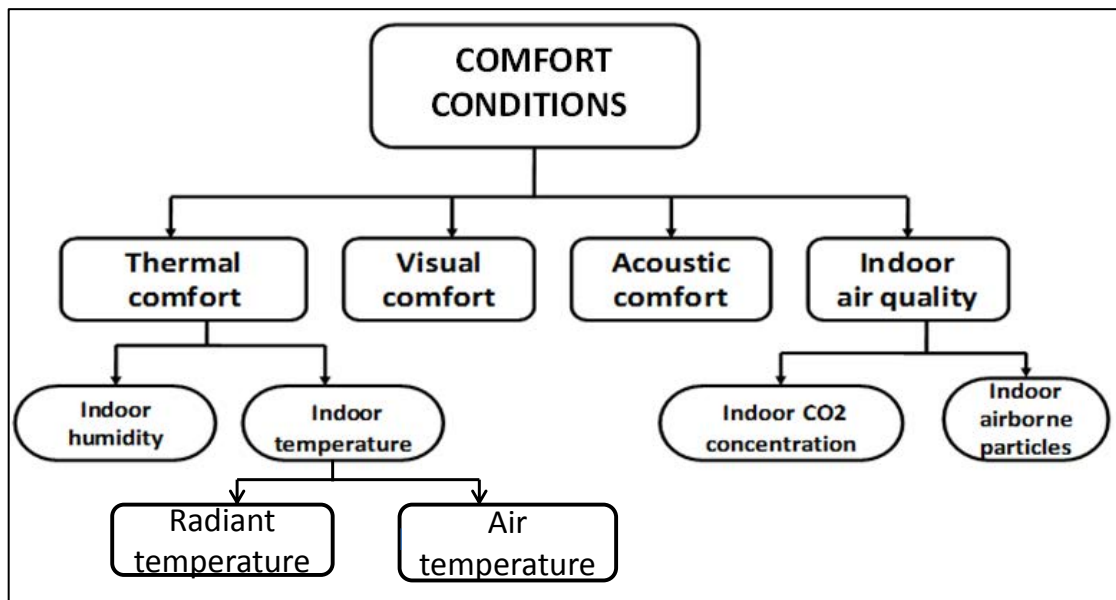 COMFORT
CONDITIONS
Thermal
comfort
Visual
comfort
Acoustic
comfort
Indoor
air quality
Indoor
humidity
Indoor
temperature
Indoor CO2
concentration
Indoor
airborne
particles
Radiant
temperature
Air
temperature